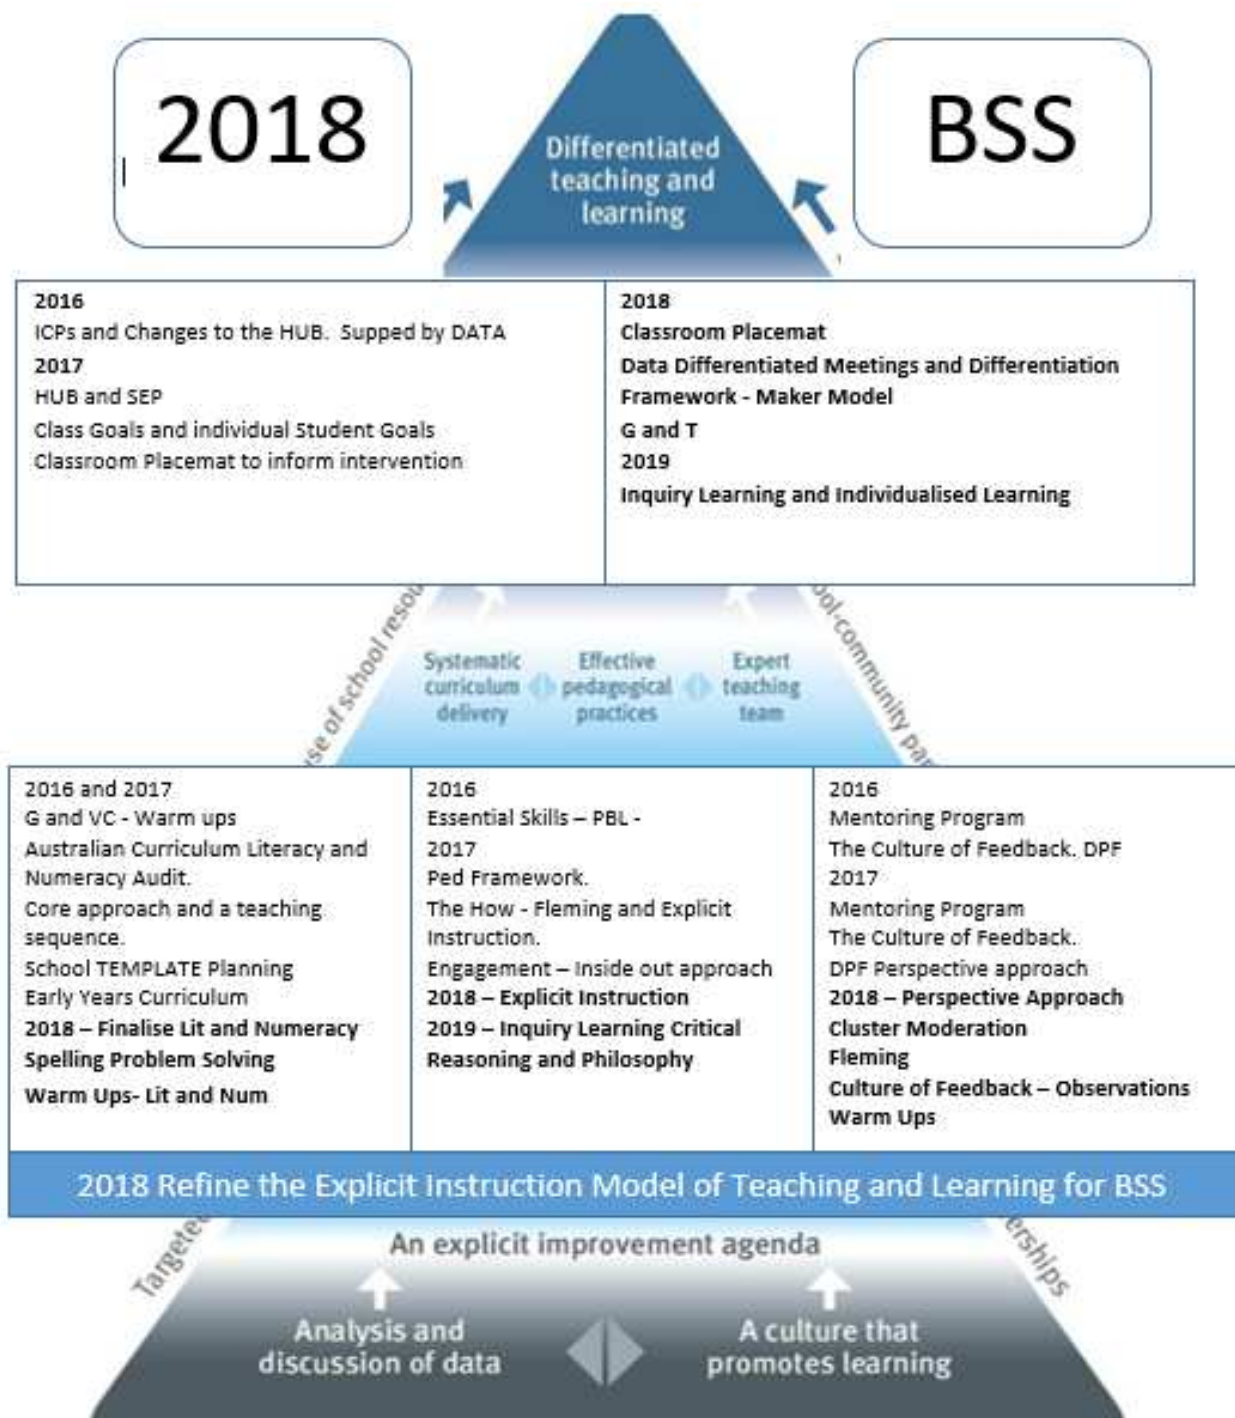 2018
BSS
Differentiated
teaching and
learning
2016
ICPs and Changes to the HUB. Supped by DATA
2017
HUB and SEP
Class Goals and individual Student Goals
Classroom Placemat to inform intervention
2018
Classroom Placemat
Data Differentiated Meetings and Differentiation
Framework - Maker Model
G and T
2019
Inquiry Learning and Individualised Learning
of school
community
Systematic
curriculum
delivery
Effective
pedagogical
practices
Expert
teaching
team
2016 and 2017
G and VC - Warm ups
Australian Curriculum Literacy and
Numeracy Audit.
Core approach and a teaching
sequence.
School TEMPLATE Planning
Early Years Curriculum
2018 – Finalise Lit and Numeracy
Spelling Problem Solving
Warm Ups- Lit and Num
2016
Essential Skills – PBL -
2017
Ped Framework.
The How - Fleming and Explicit
Instruction.
Engagement – Inside out approach
2018 – Explicit Instruction
2019 – Inquiry Learning Critical
Reasoning and Philosophy
2016
Mentoring Program
The Culture of Feedback. DPF
2017
Mentoring Program
The Culture of Feedback.
DPF Perspective approach
2018 – Perspective Approach
Cluster Moderation
Fleming
Culture of Feedback – Observations
Warm Ups
2018 Refine the Explicit Instruction Model of Teaching and Learning for BSS
Targeted
An explicit improvement agenda
Analysis and
discussion of data
A culture that
promotes learning